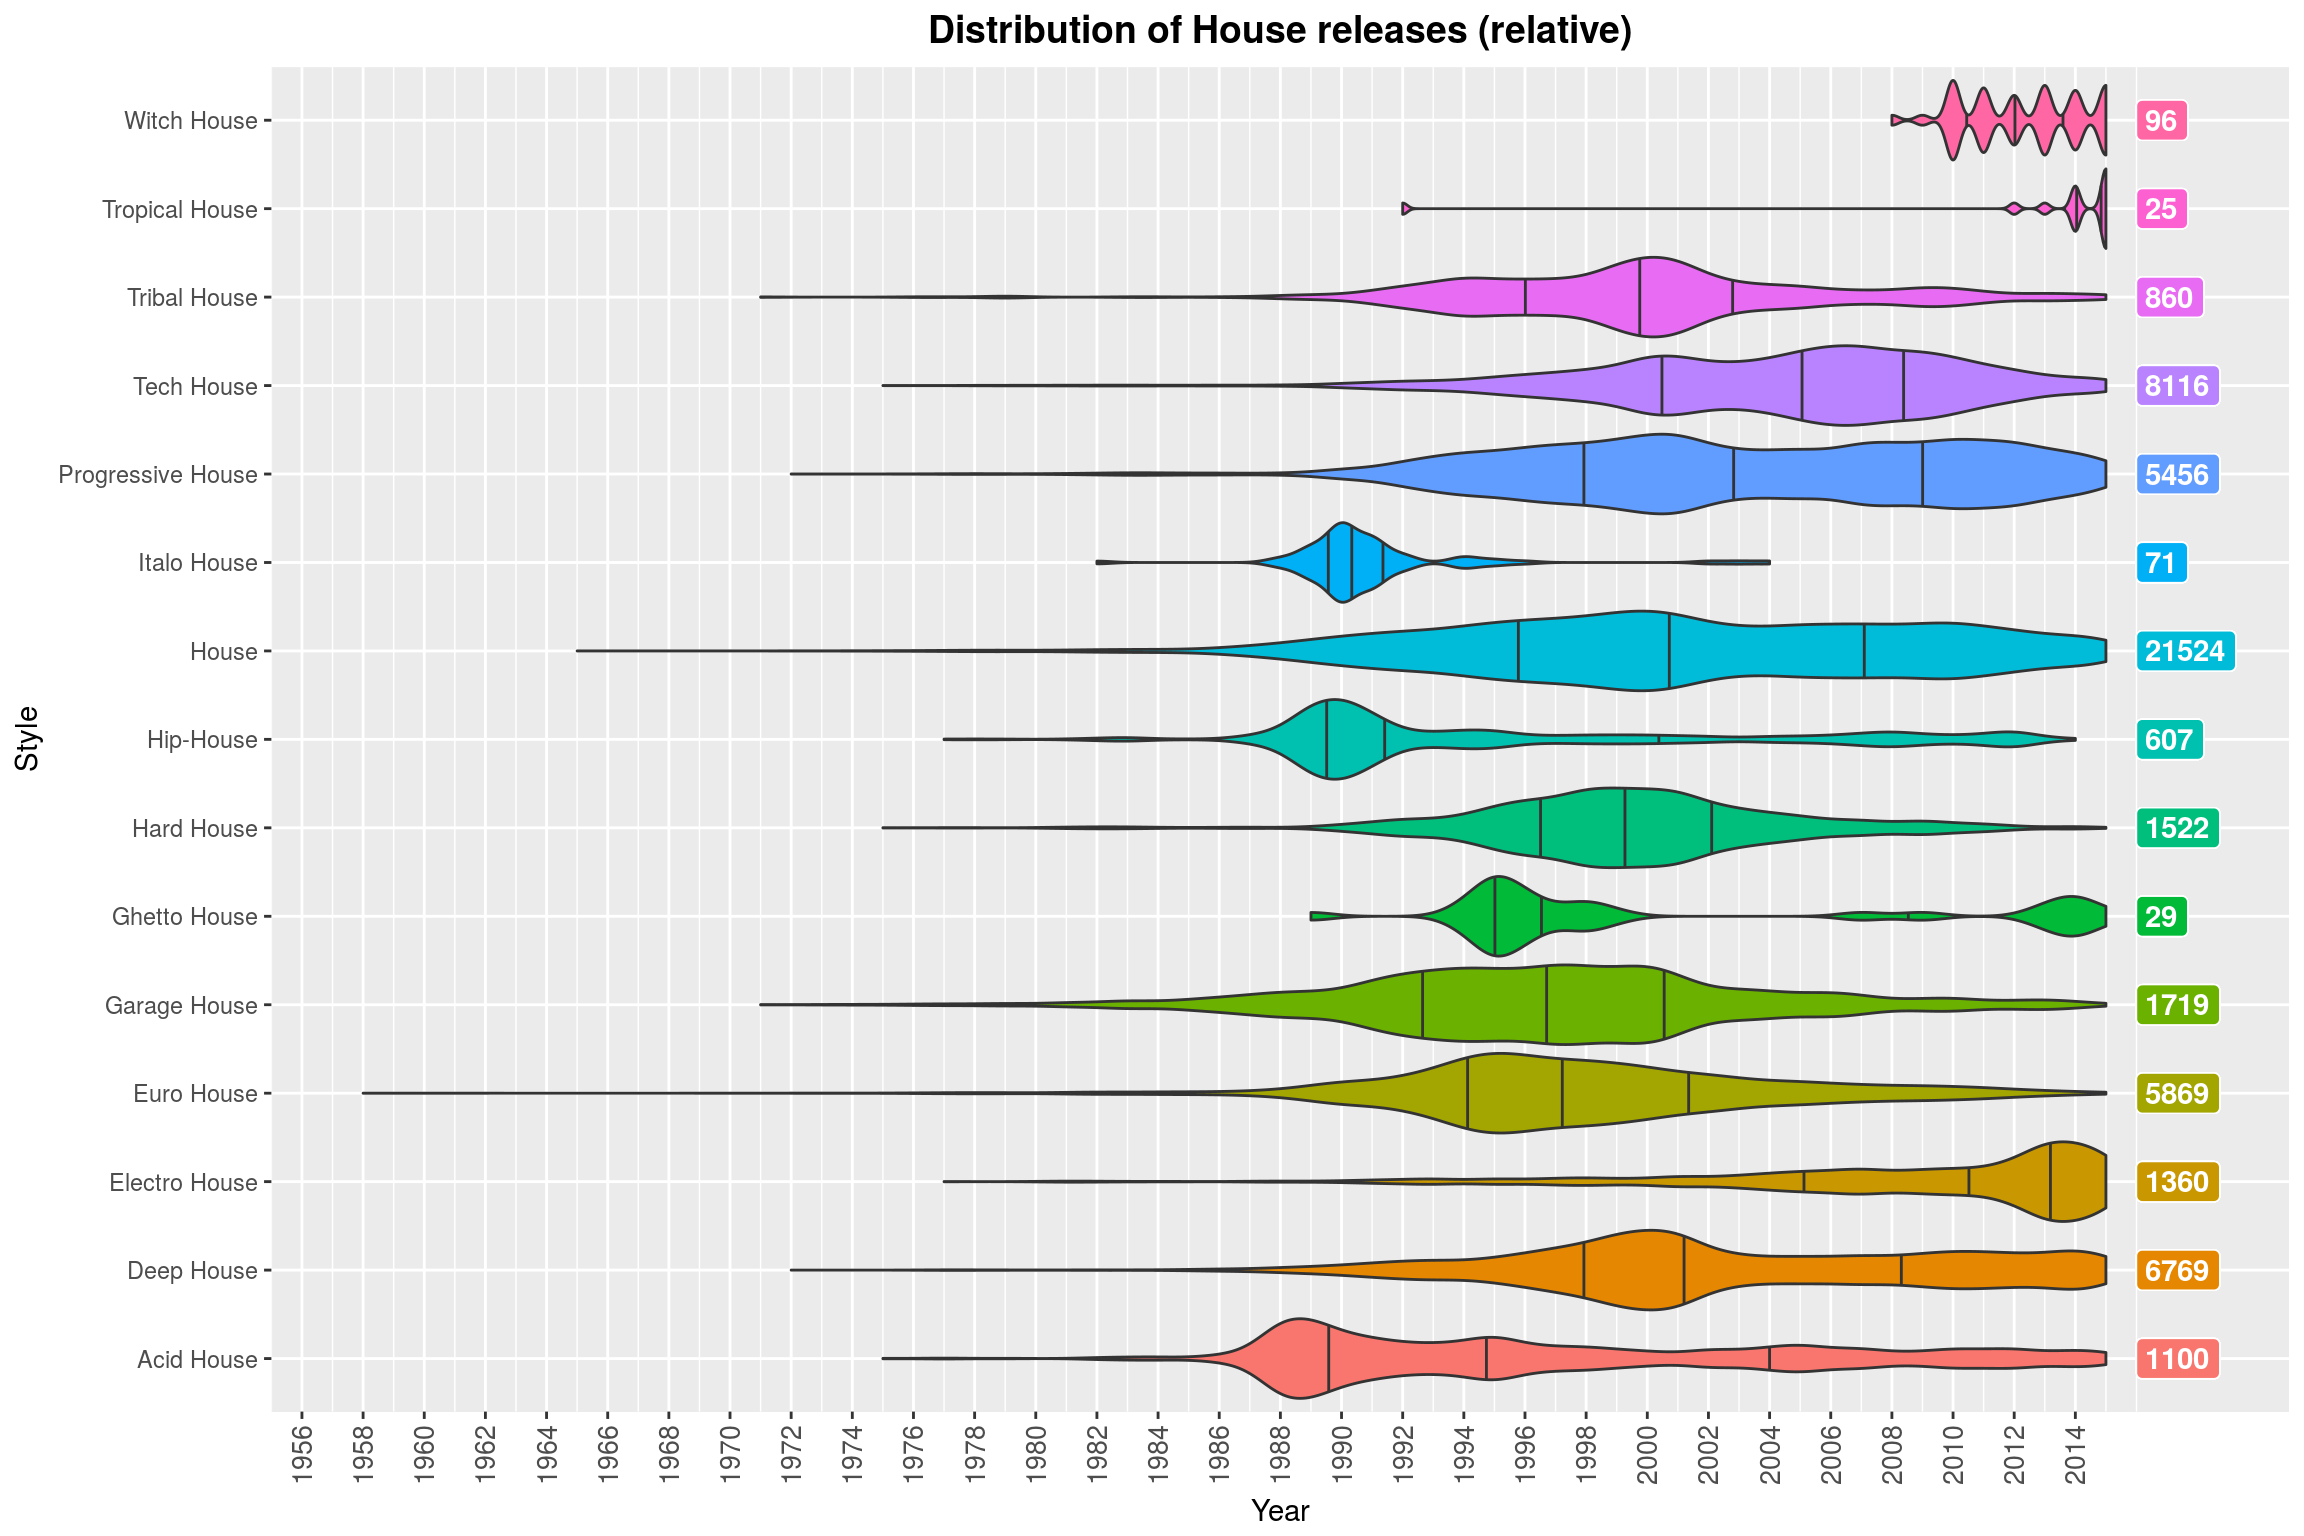 Distribution of House releases (relative)
Style
Witch House 96
Tropical House 25
Tribal House 860
Tech House 8116
Progressive House 5456
Italo House 71
House 21524
Hip-House 607
Hard House 1522
Ghetto House 29
Garage House 1719
Euro House 5869
Electro House 1360
Deep House 6769
Acid House 1100
1956 1958 1960 1962 1964 1966 1968 1970 1972 1974 1976 1978 1980 1982 1984 1986 1988 1990 1992 1994 1996 1998 2000 2002 2004 2006 2008 2010 2012 2014
Year